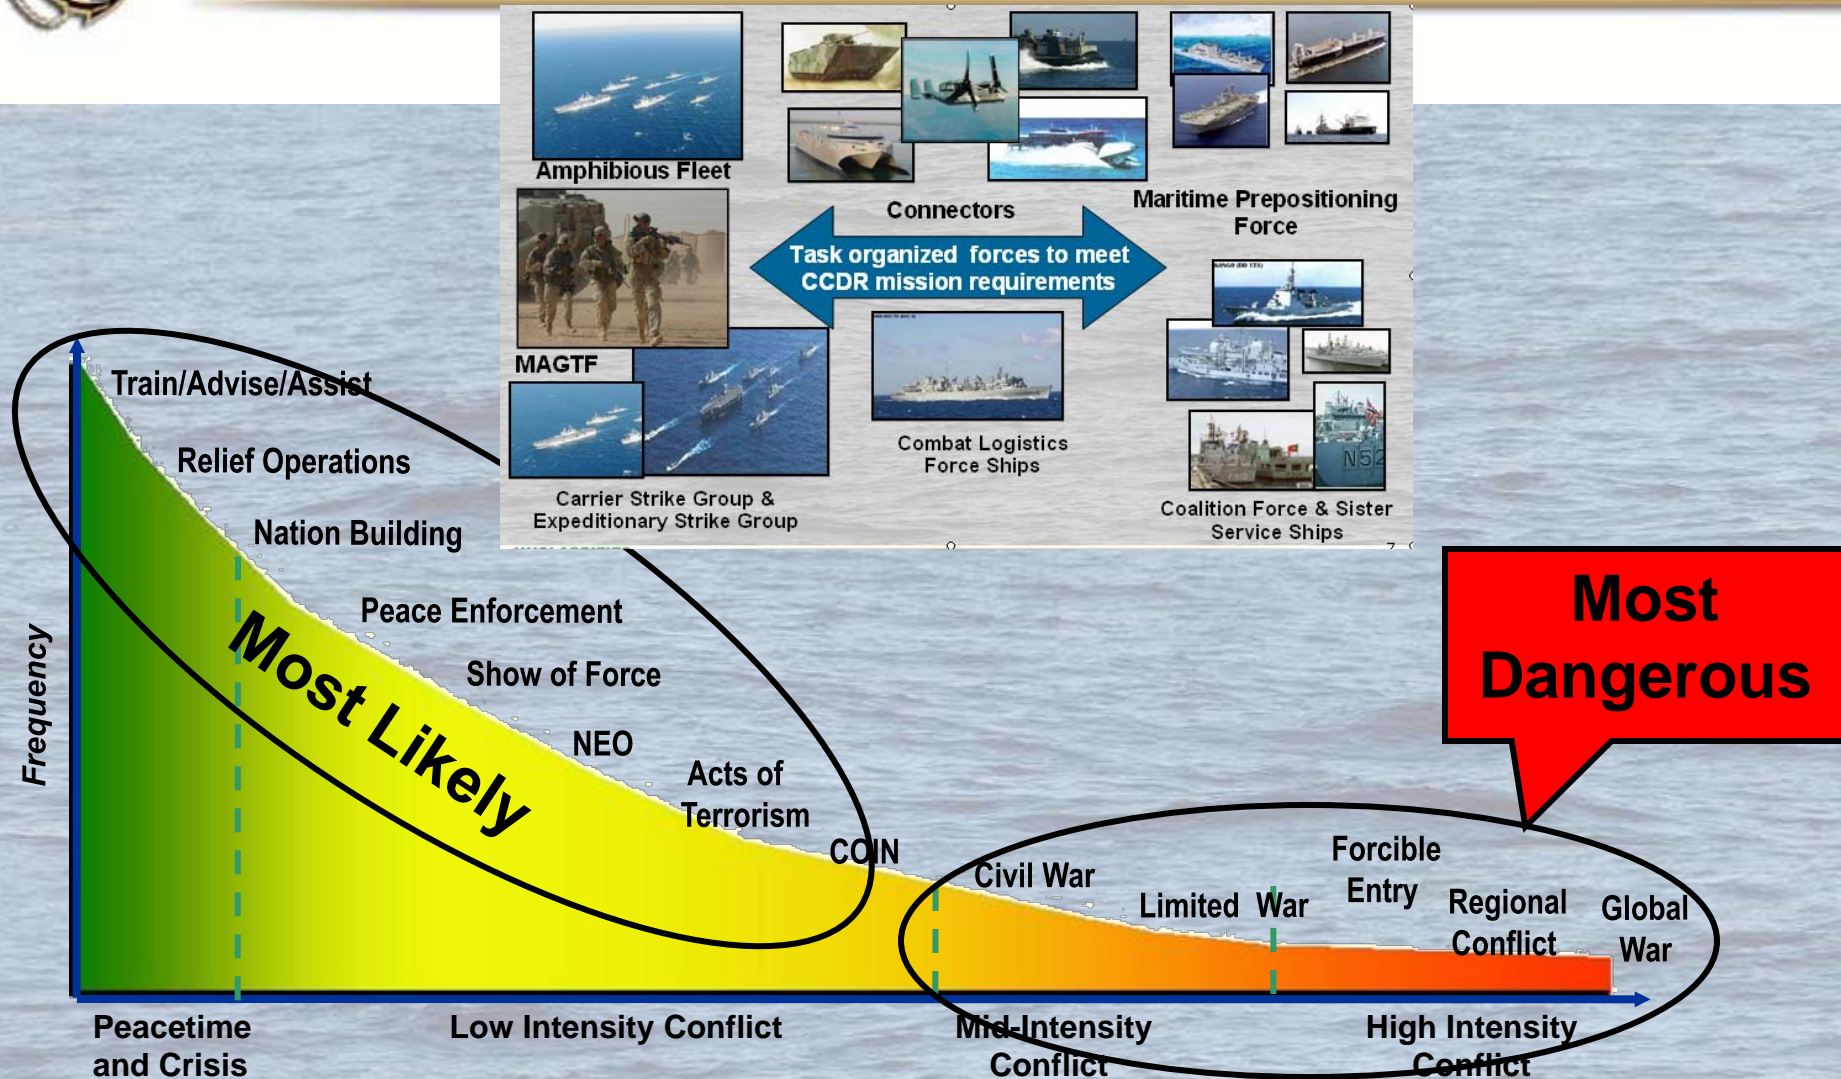 Amphibious Fleet
Connectors
Maritime Prepositioning
Force
Task organized forces to meet
CCDR mission requirements
MAGTF
Combat Logistics
Force Ships
Carrier Strike Group &
Expeditionary Strike Group
N52
Coalition Force & Sister
Service Ships
7
Most
Dangerous
Train/Advise/Assist
Relief Operations
Nation Building
Peace Enforcement
Show of Force
NEO
Acts of
Terrorism
COIN
Most Likely
Frequency
Civil War
Limited War
Forcible
Entry
Regional
Conflict
Global
War
Peacetime
and Crisis
Low Intensity Conflict
Mid-Intensity
Conflict
High Intensity
Conflict